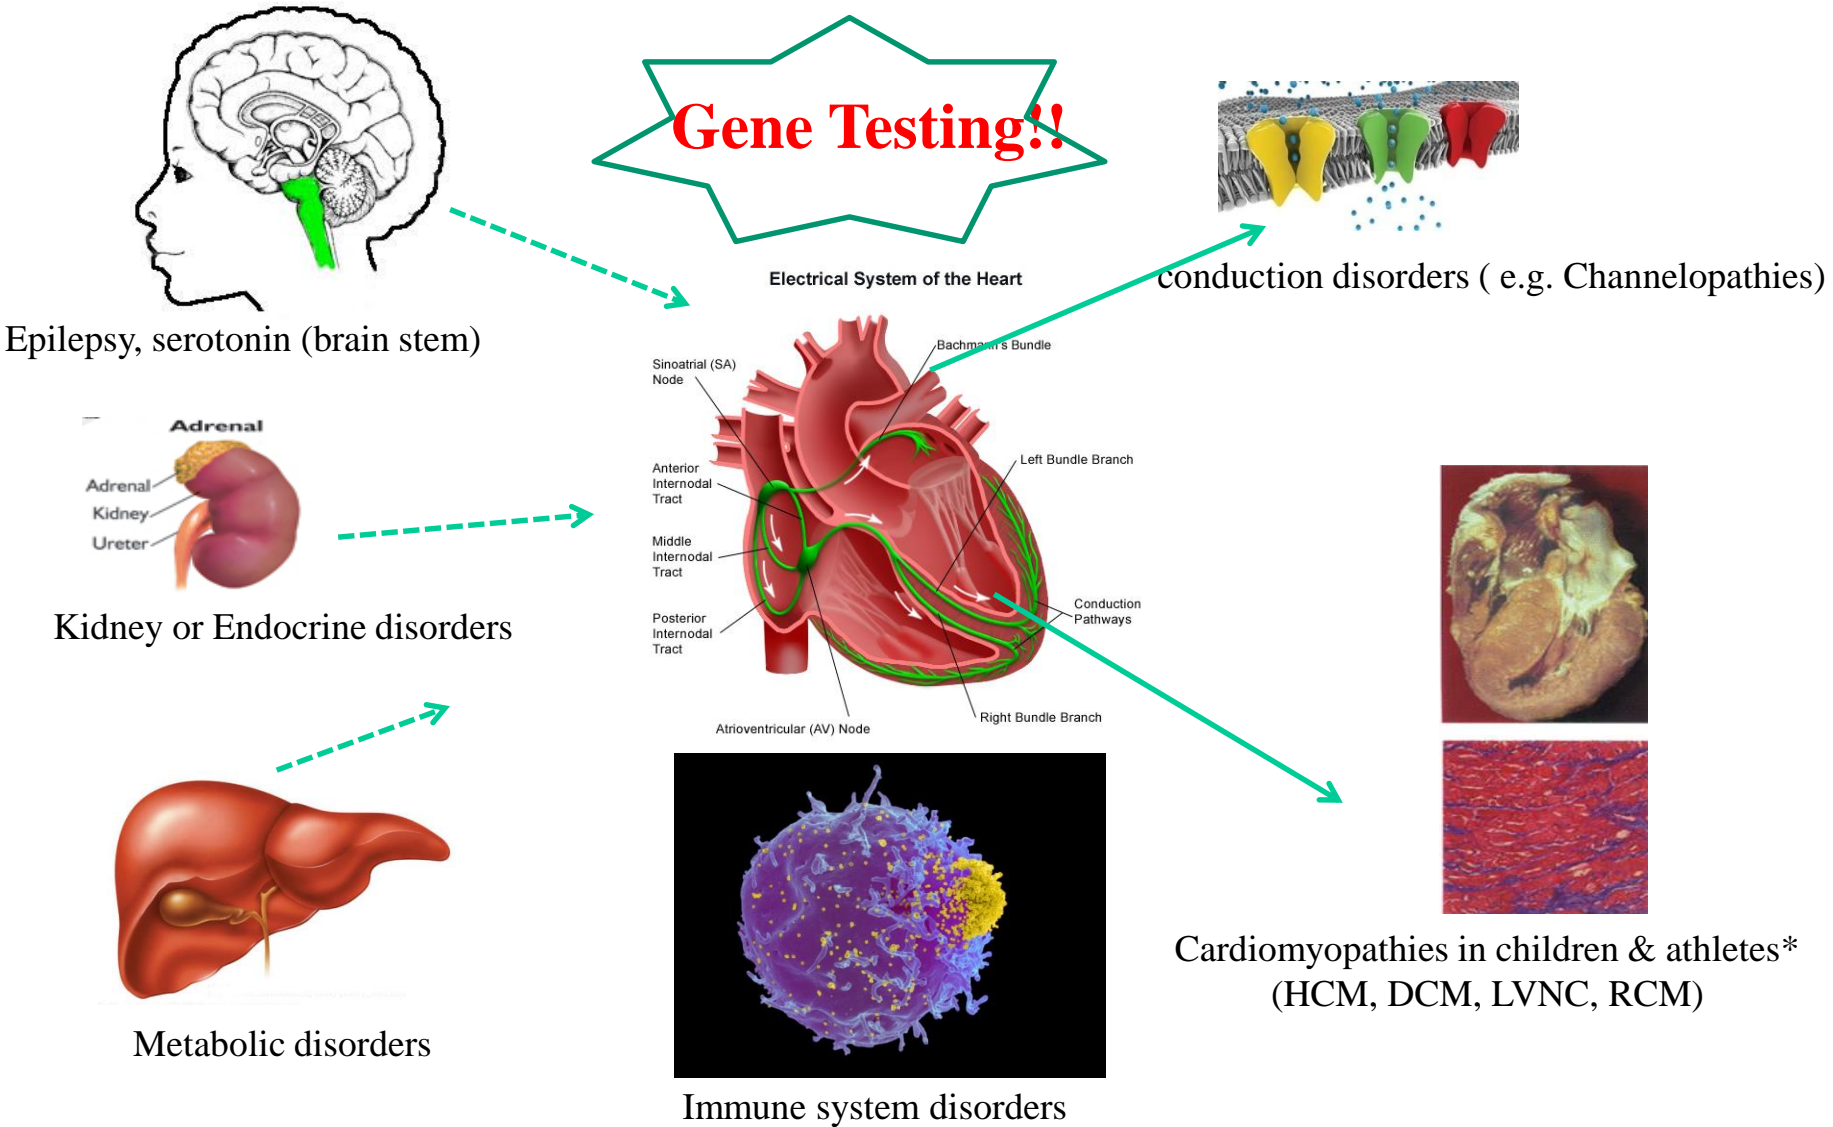 Gene Testing!!
Epilepsy, serotonin (brain stem)
conduction disorders ( e.g. Channelopathies)
Electrical System of the Heart
Bachmann's Bundle
Sinoatrial (SA)
Node
Left Bundle Branch
Anterior
Internodal
Tract
Middle
Internodal
Tract
Posterior
Internodal
Tract
Conduction
Pathways
Right Bundle Branch
Atrioventricular (AV) Node
Adrenal
Adrenal
Kidney
Ureter
Kidney or Endocrine disorders
Metabolic disorders
Immune system disorders
Cardiomyopathies in children & athletes*
(HCM, DCM, LVNC, RCM)